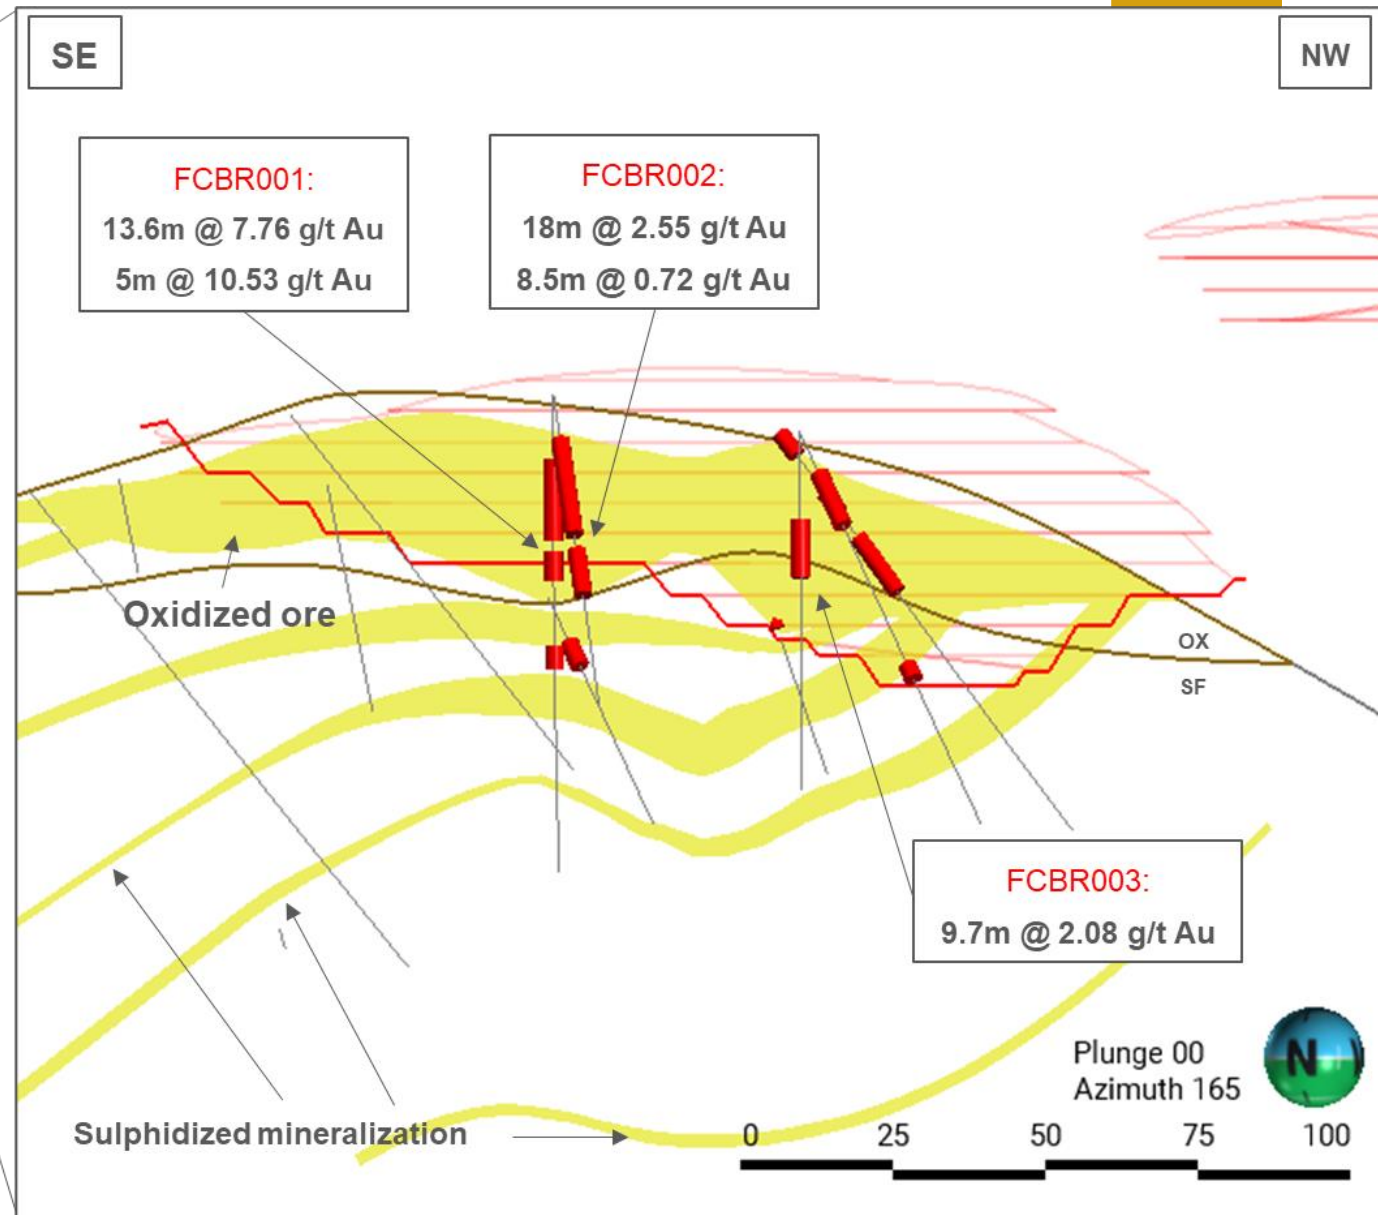 SE
NW
FCBR001:
13.6m @ 7.76 g/t Au
5m @ 10.53 g/t Au
FCBR002:
18m @ 2.55 g/t Au
8.5m @ 0.72 g/t Au
Oxidized ore
OX
SF
FCBR003:
9.7m @ 2.08 g/t Au
Plunge 00
Azimuth 165
N
Sulphidized mineralization
0 25 50 75 100